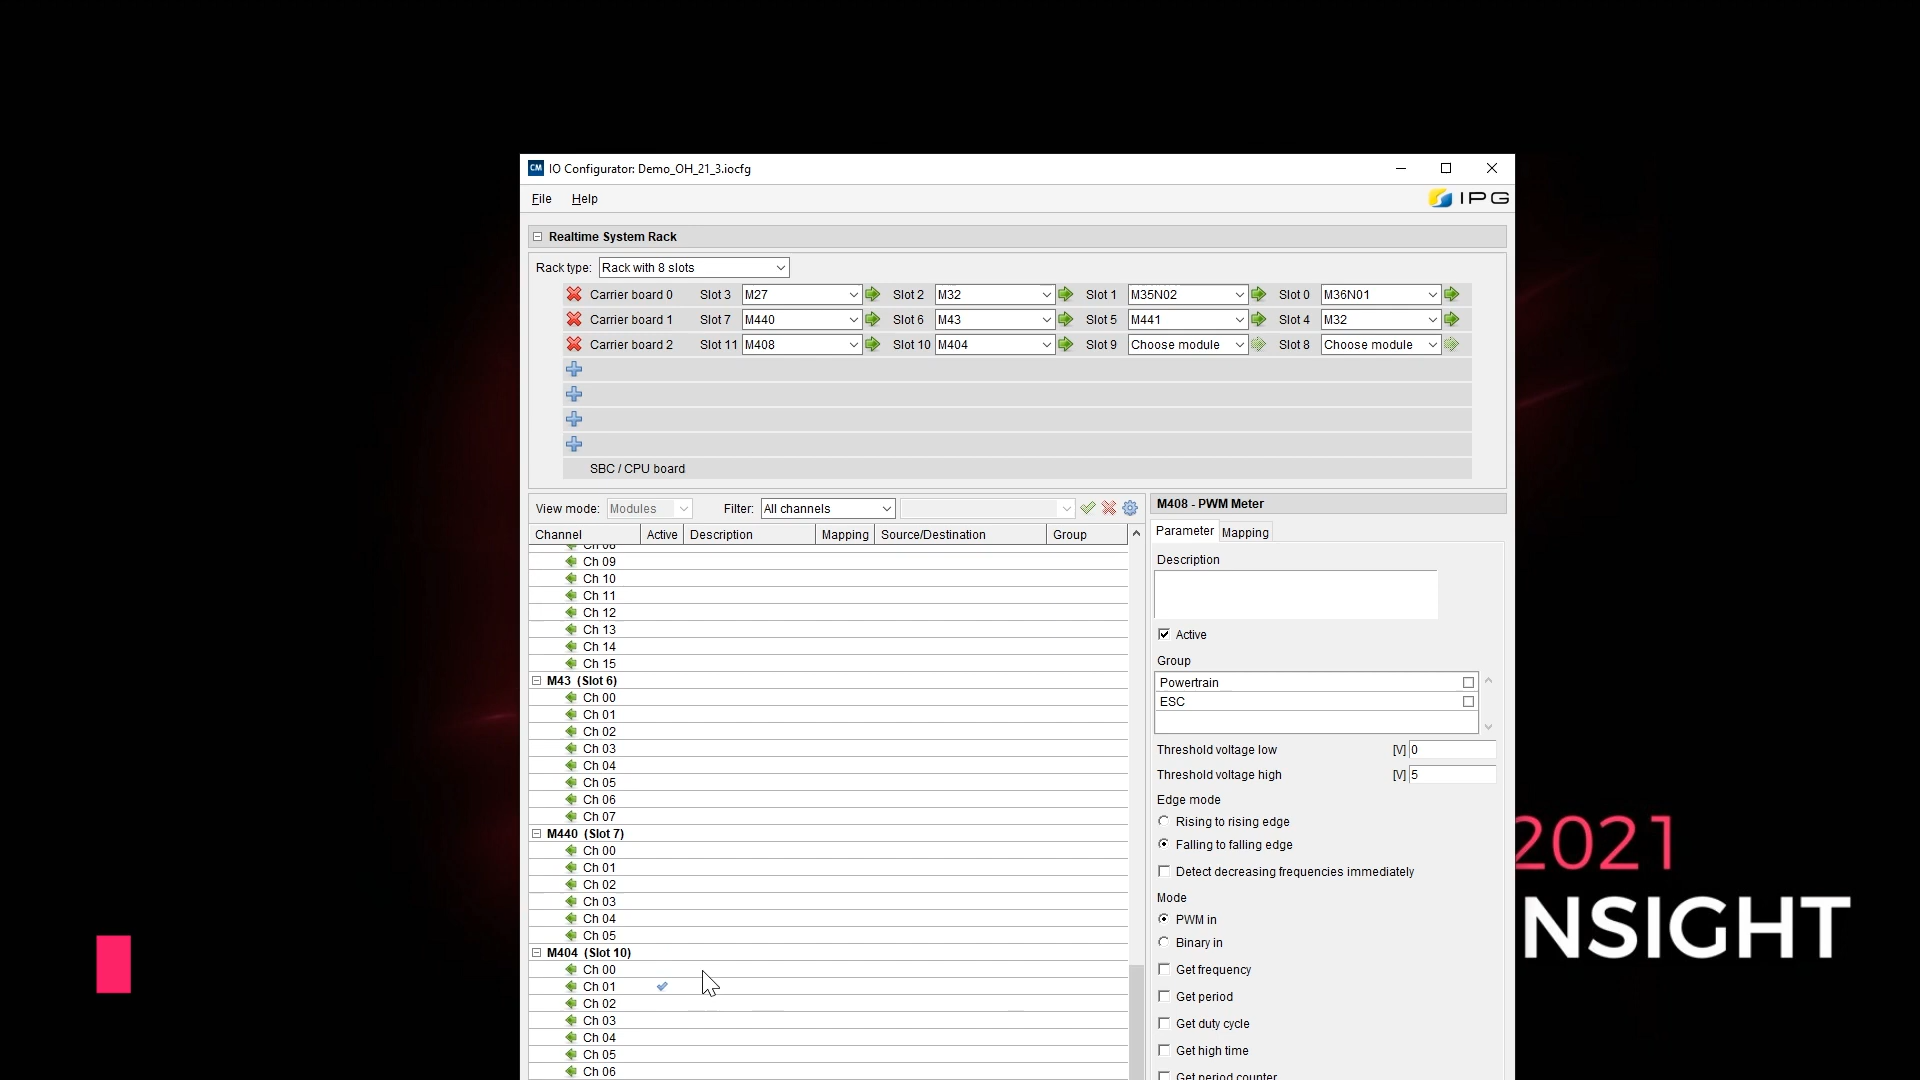 IO Configurator: Demo_OH_21_3.iocfg
File Help
IPG
Realtime System Rack
Rack type: Rack with 8 slots
Carrier board 0 Slot 3 M27 Slot 2 M32 Slot 1 M35N02 Slot 0 M36N01
Carrier board 1 Slot 7 M440 Slot 6 M43 Slot 5 M441 Slot 4 M32
Carrier board 2 Slot 11 M408 Slot 10 M404 Slot 9 Choose module Slot 8 Choose module
SBC / CPU board
View mode: Modules Filter: All channels
Channel Active Description Mapping Source/Destination Group
Ch 08
Ch 09
Ch 10
Ch 11
Ch 12
Ch 13
Ch 14
Ch 15
M43 (Slot 6)
Ch 00
Ch 01
Ch 02
Ch 03
Ch 04
Ch 05
Ch 06
Ch 07
M440 (Slot 7)
Ch 00
Ch 01
Ch 02
Ch 03
Ch 04
Ch 05
M404 (Slot 10)
Ch 00
Ch 01
Ch 02
Ch 03
Ch 04
Ch 05
Ch 06
M408 - PWM Meter
Parameter Mapping
Description
Active
Group
Powertrain
ESC
Threshold voltage low [V] 0
Threshold voltage high [V] 5
Edge mode
Rising to rising edge
Falling to falling edge
Detect decreasing frequencies immediately
Mode
PWM in
Binary in
Get frequency
Get period
Get duty cycle
Get high time
Get period counter
2021
NSIGHT